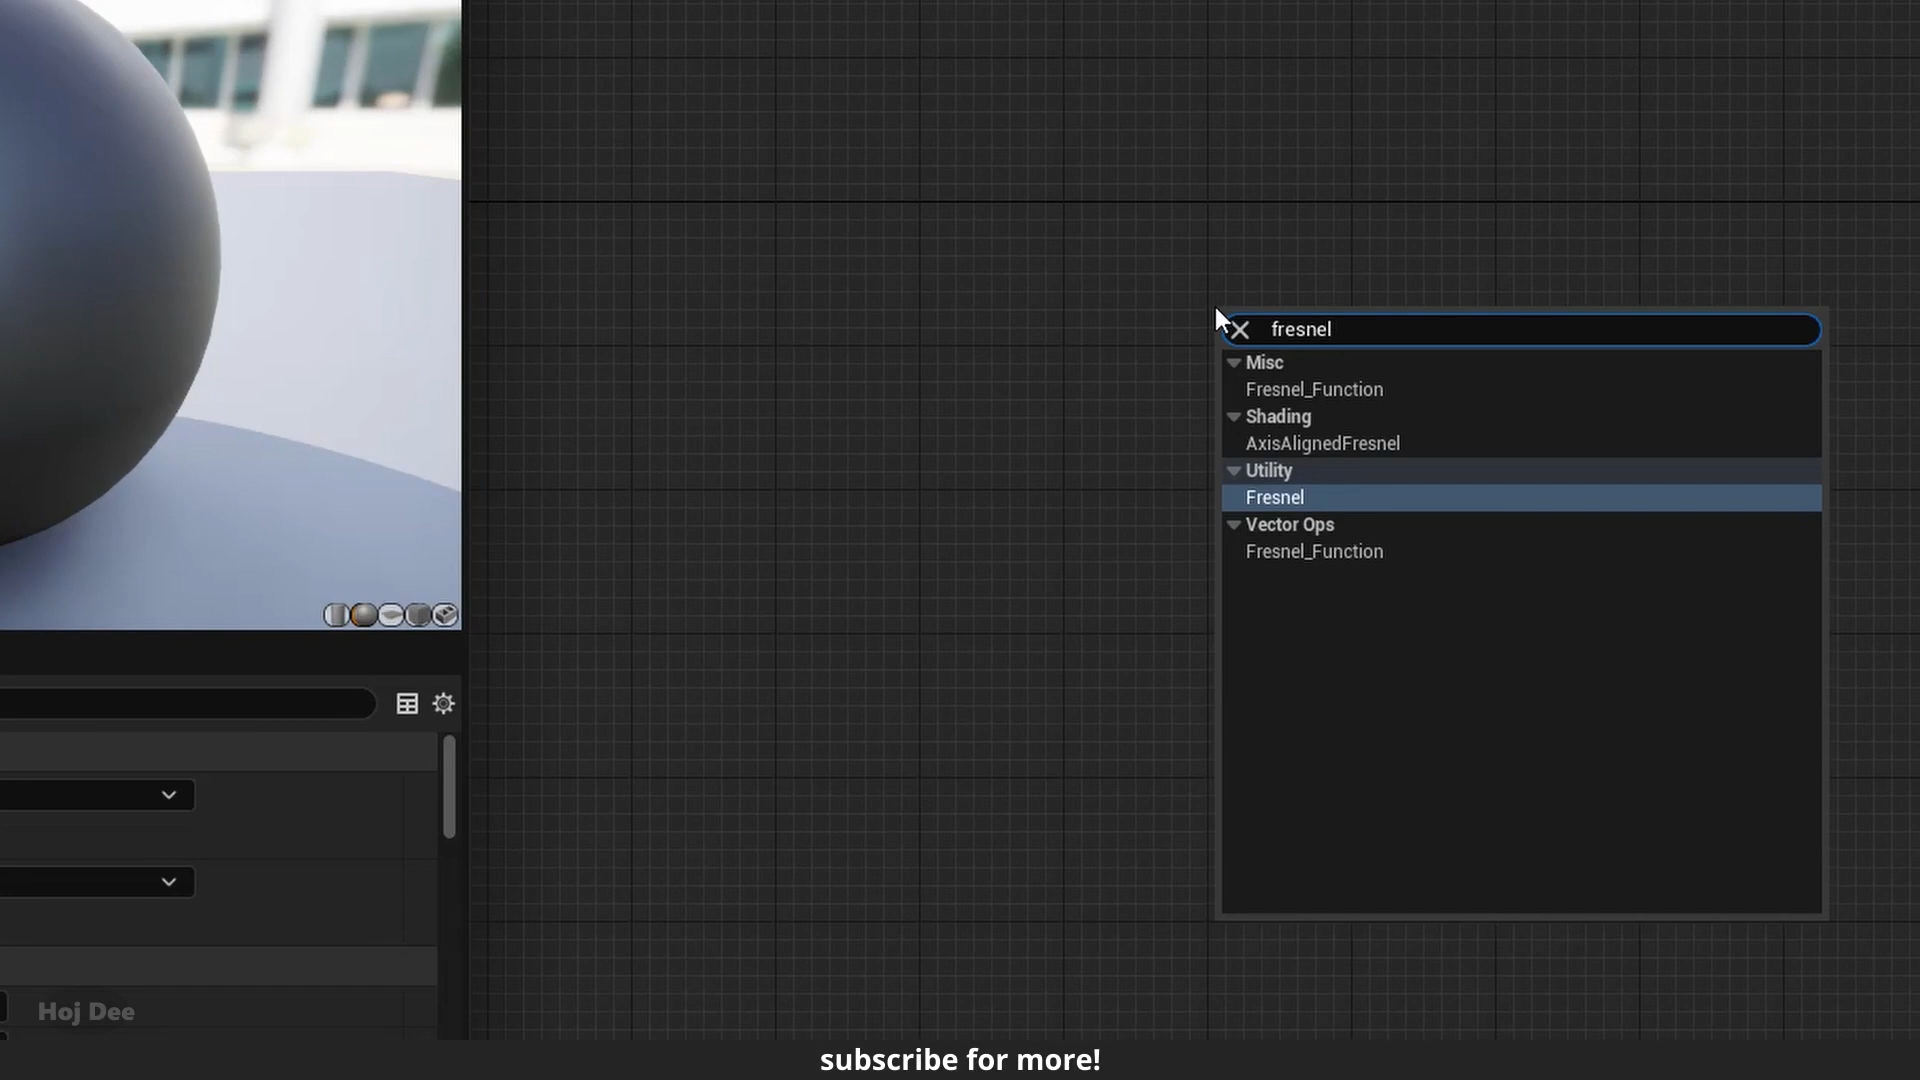 fresnel
Misc
Fresnel_Function
Shading
AxisAlignedFresnel
Utility
Fresnel
Vector Ops
Fresnel_Function
Hoj Dee
subscribe for more!